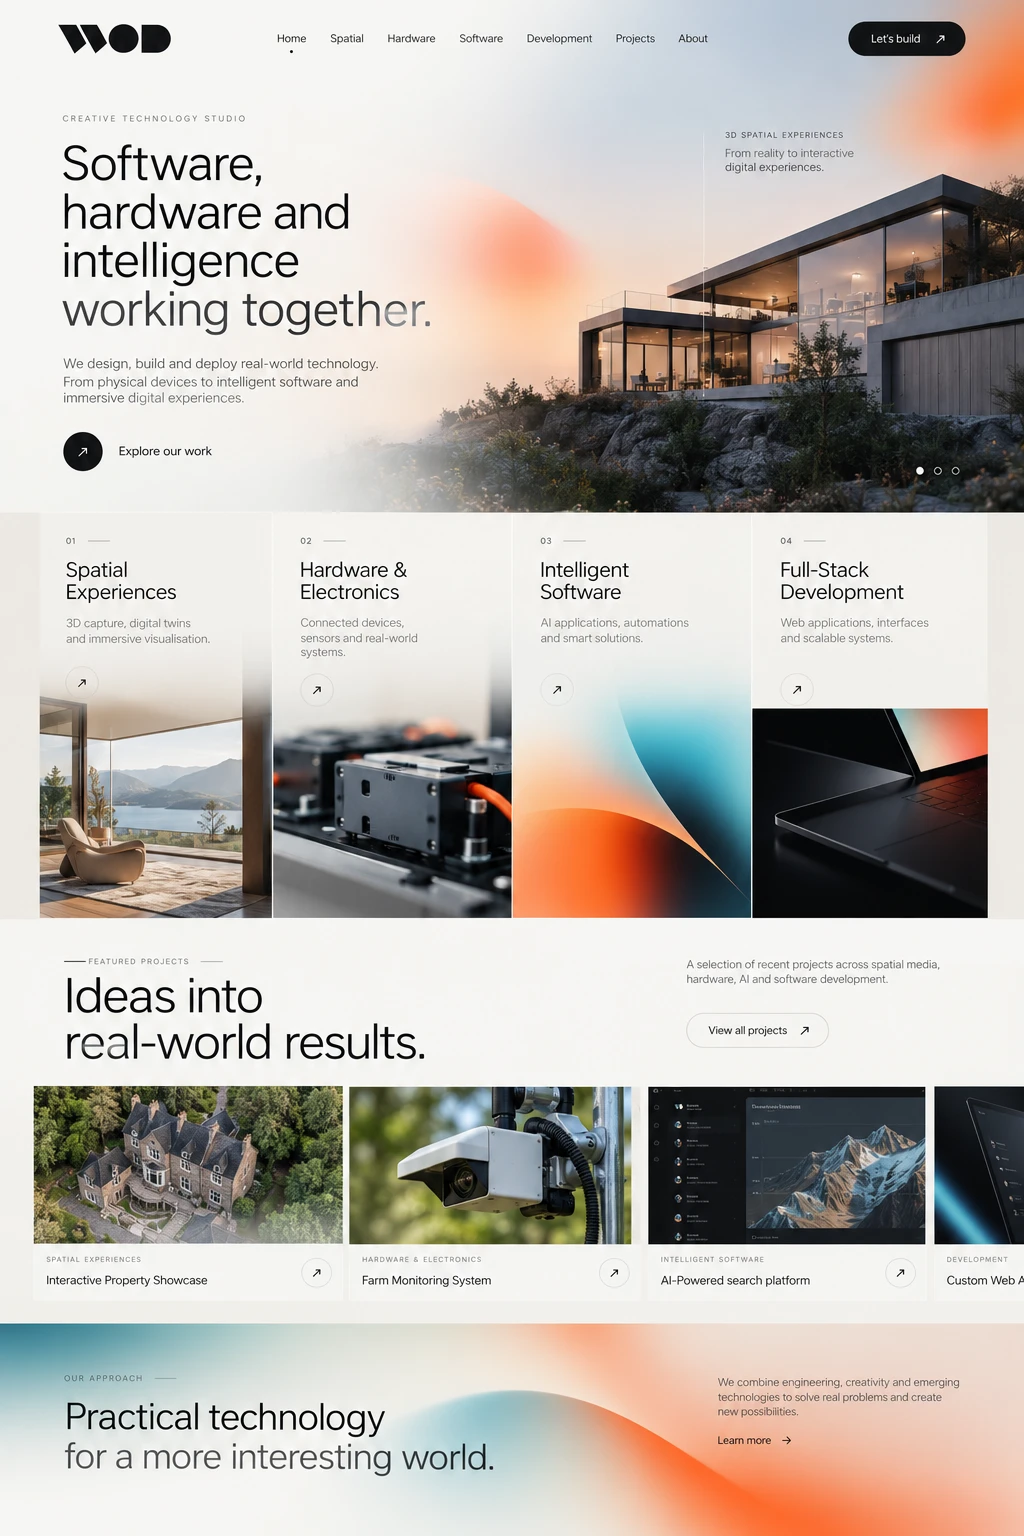 WOD
Home
Spatial
Hardware
Software
Development
Projects
About
Let's build
CREATIVE TECHNOLOGY STUDIO
Software,
hardware and
intelligence
working together.
We design, build and deploy real-world technology.
From physical devices to intelligent software and
immersive digital experiences.
Explore our work
3D SPATIAL EXPERIENCES
From reality to interactive
digital experiences.
01
Spatial
Experiences
3D capture, digital twins
and immersive visualisation.
02
Hardware &
Electronics
Connected devices,
sensors and real-world
systems.
03
Intelligent
Software
AI applications, automations
and smart solutions.
04
Full-Stack
Development
Web applications, interfaces
and scalable systems.
FEATURED PROJECTS
Ideas into
real-world results.
A selection of recent projects across spatial media,
hardware, AI and software development.
View all projects
SPATIAL EXPERIENCES
Interactive Property Showcase
HARDWARE & ELECTRONICS
Farm Monitoring System
INTELLIGENT SOFTWARE
AI-Powered search platform
DEVELOPMENT
Custom Web A
OUR APPROACH
Practical technology
for a more interesting world.
We combine engineering, creativity and emerging
technologies to solve real problems and create
new possibilities.
Learn more